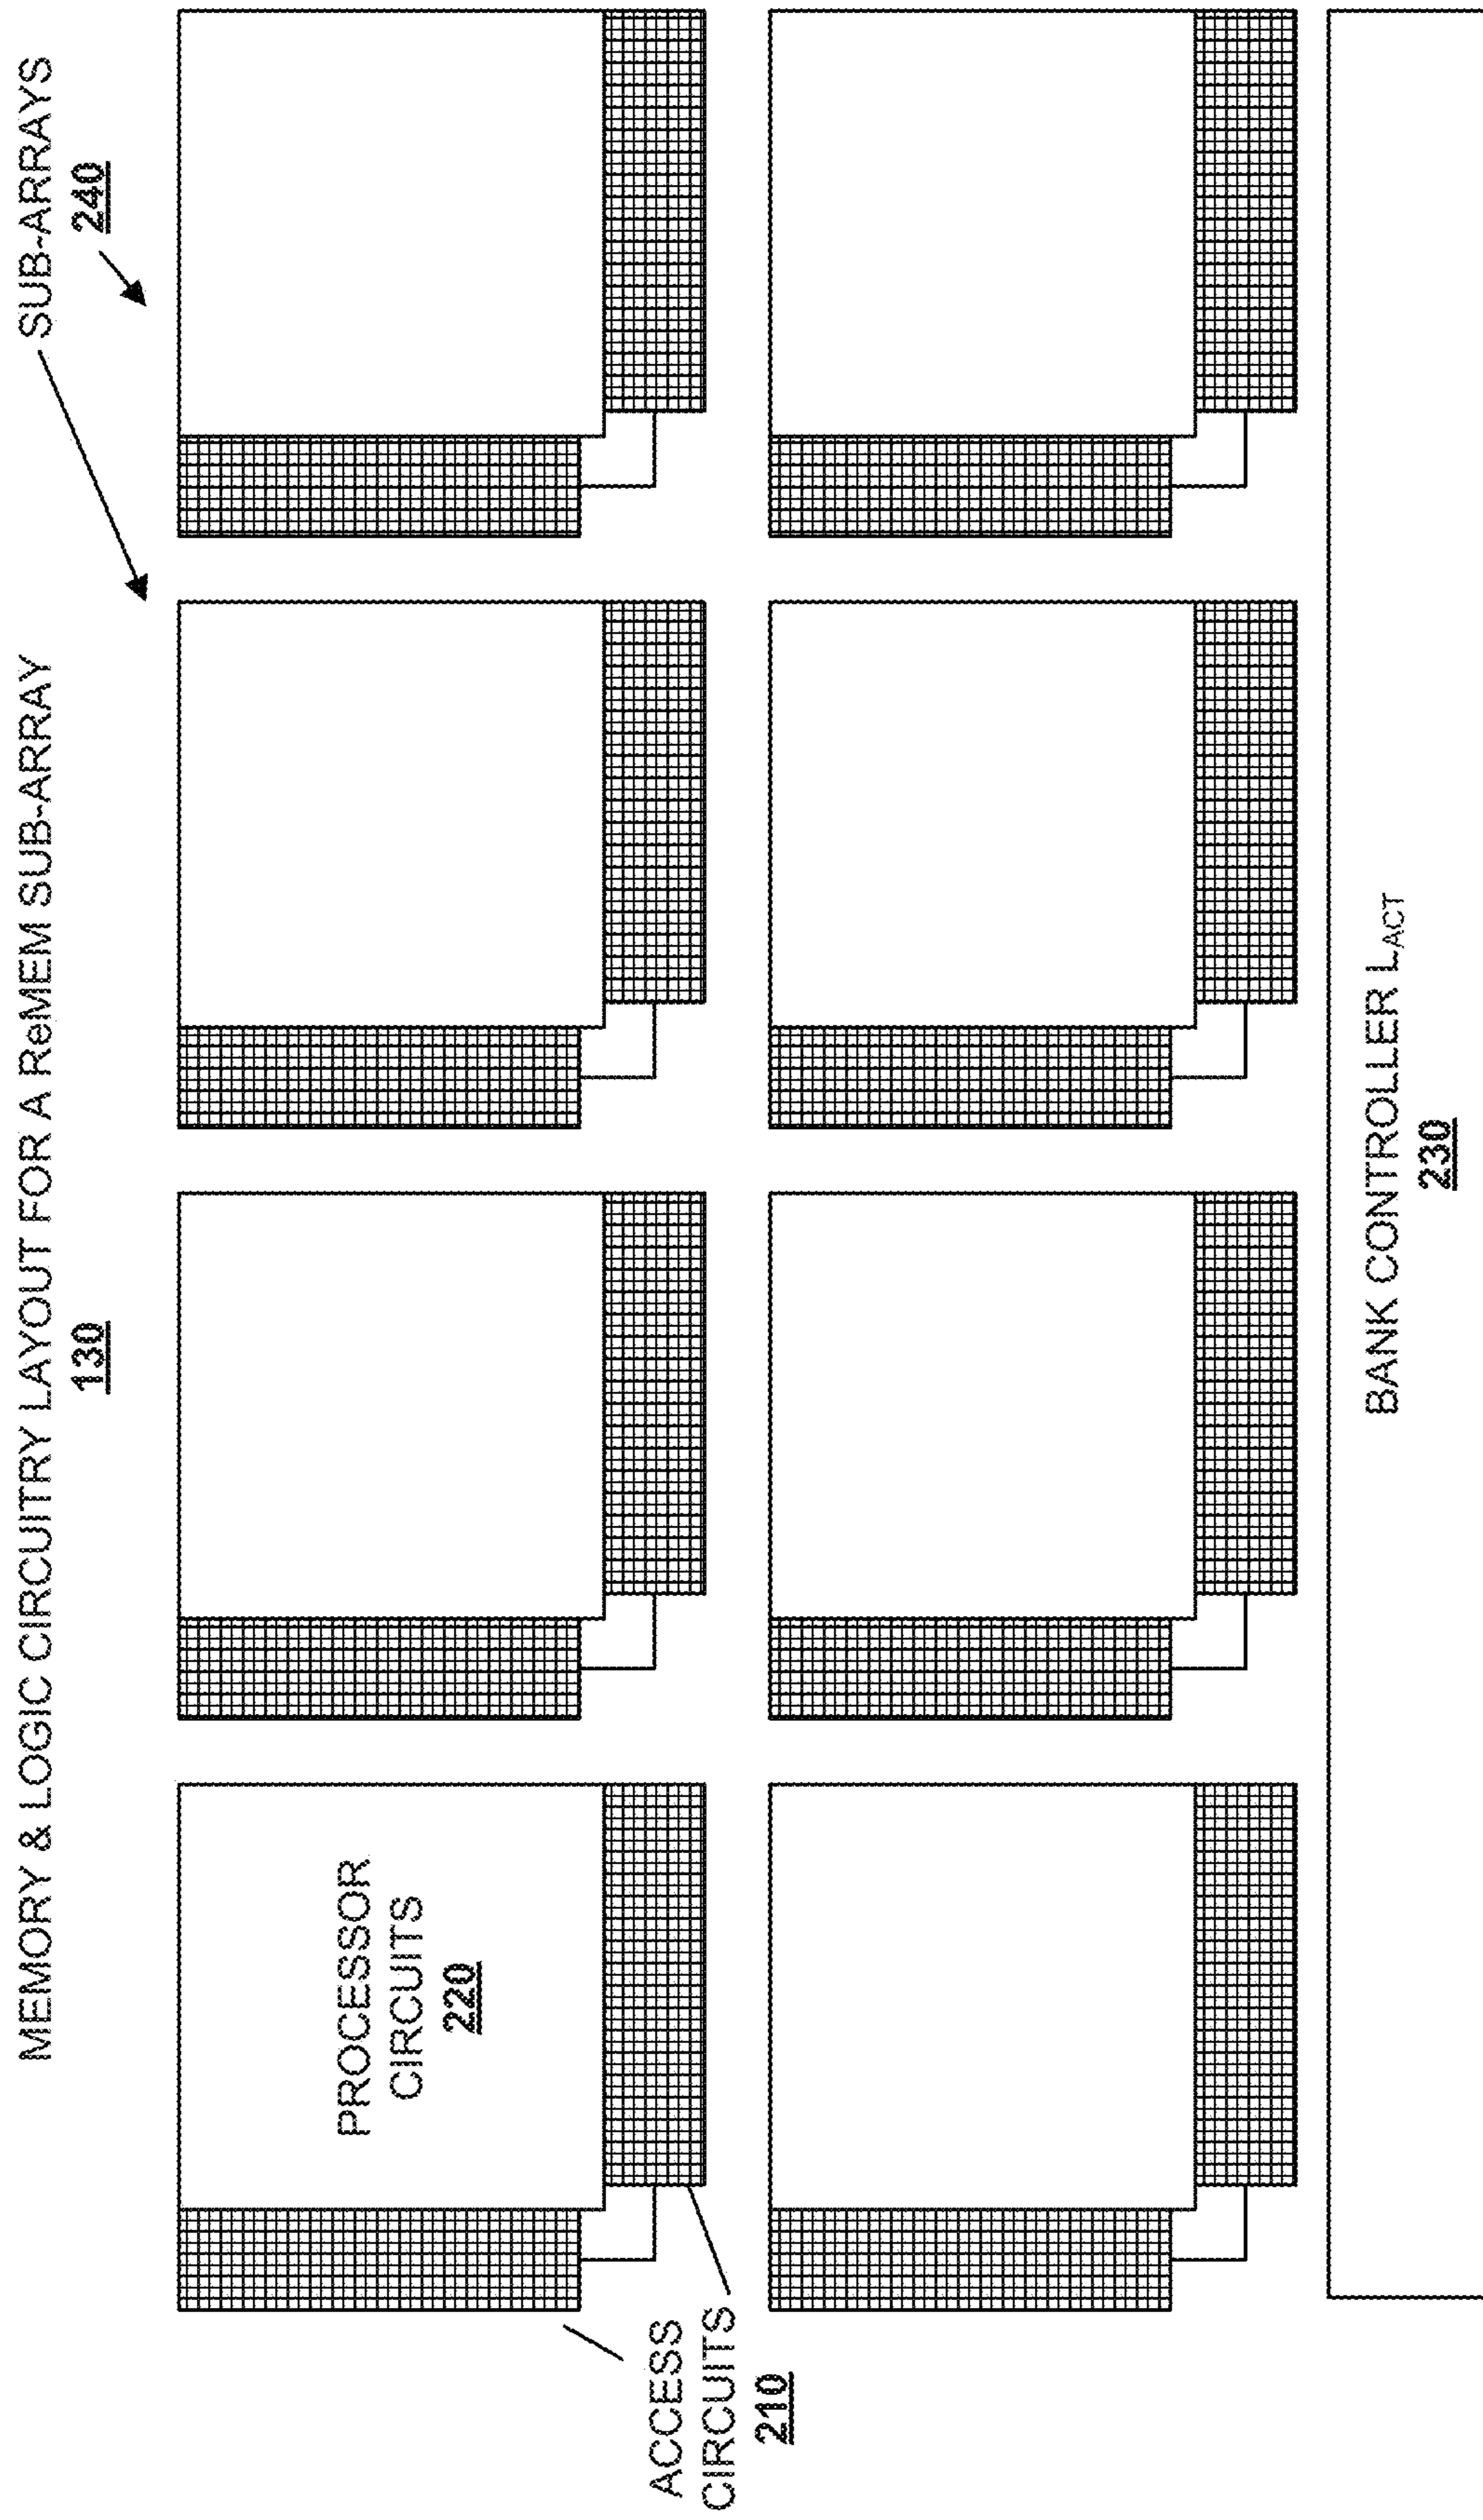 MEMORY & LOGIC CIRCUITRY LAYOUT FOR A ReMEM SUB-ARRAY
130
SUB-ARRAYS
240
PROCESSOR
CIRCUITS
220
ACCESS
CIRCUITS
210
BANK CONTROLLER LACT
230